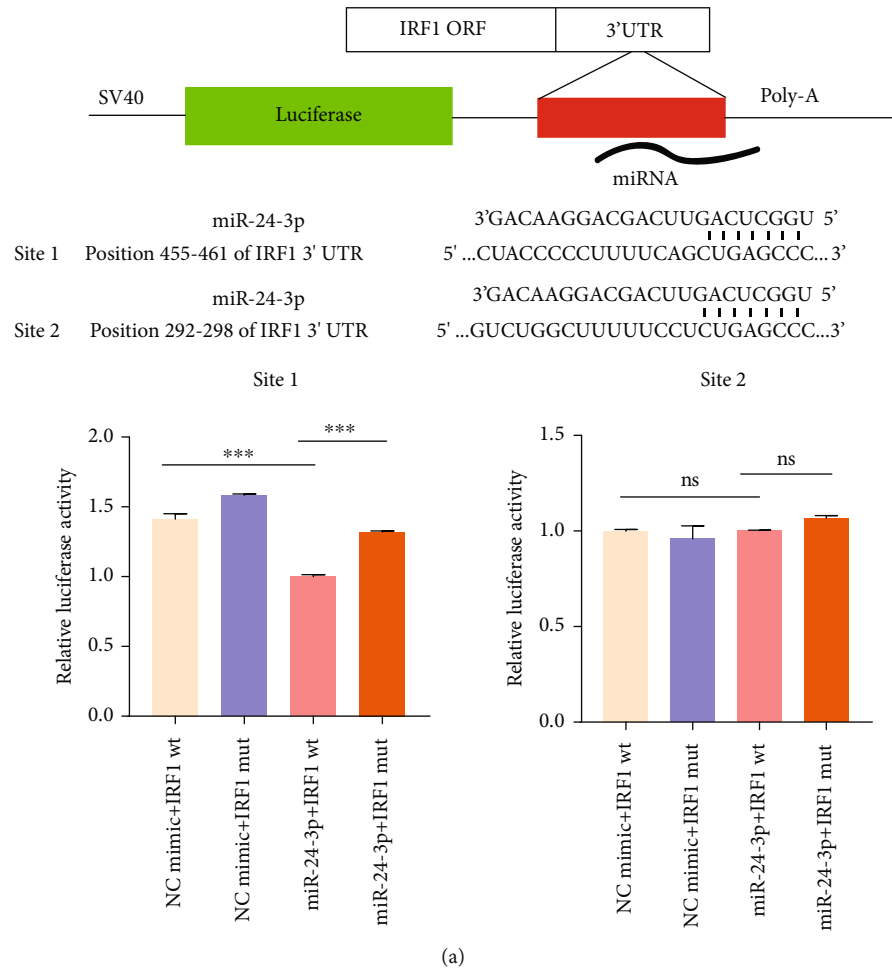 IRF1 ORF 3'UTR
SV40 Luciferase Poly-A
miRNA
miR-24-3p 3'GACAAGGACGACUUGACUCGGU 5'
Site 1 Position 455-461 of IRF1 3' UTR 5' ...CUACCCCCUUUUCAGCUGAGCCC...3'
miR-24-3p 3'GACAAGGACGACUUGACUCGGU 5'
Site 2 Position 292-298 of IRF1 3' UTR 5' ...GUCUGGCUUUUUCCUCUGAGCCC...3'
Site 1
Relative luciferase activity
2.0
1.5
1.0
0.5
0.0
***
***
NC mimic+IRF1 wt
NC mimic+IRF1 mut
miR-24-3p+IRF1 wt
miR-24-3p+IRF1 mut
Site 2
Relative luciferase activity
1.5
1.0
0.5
0.0
ns
ns
NC mimic+IRF1 wt
NC mimic+IRF1 mut
miR-24-3p+IRF1 wt
miR-24-3p+IRF1 mut
(a)